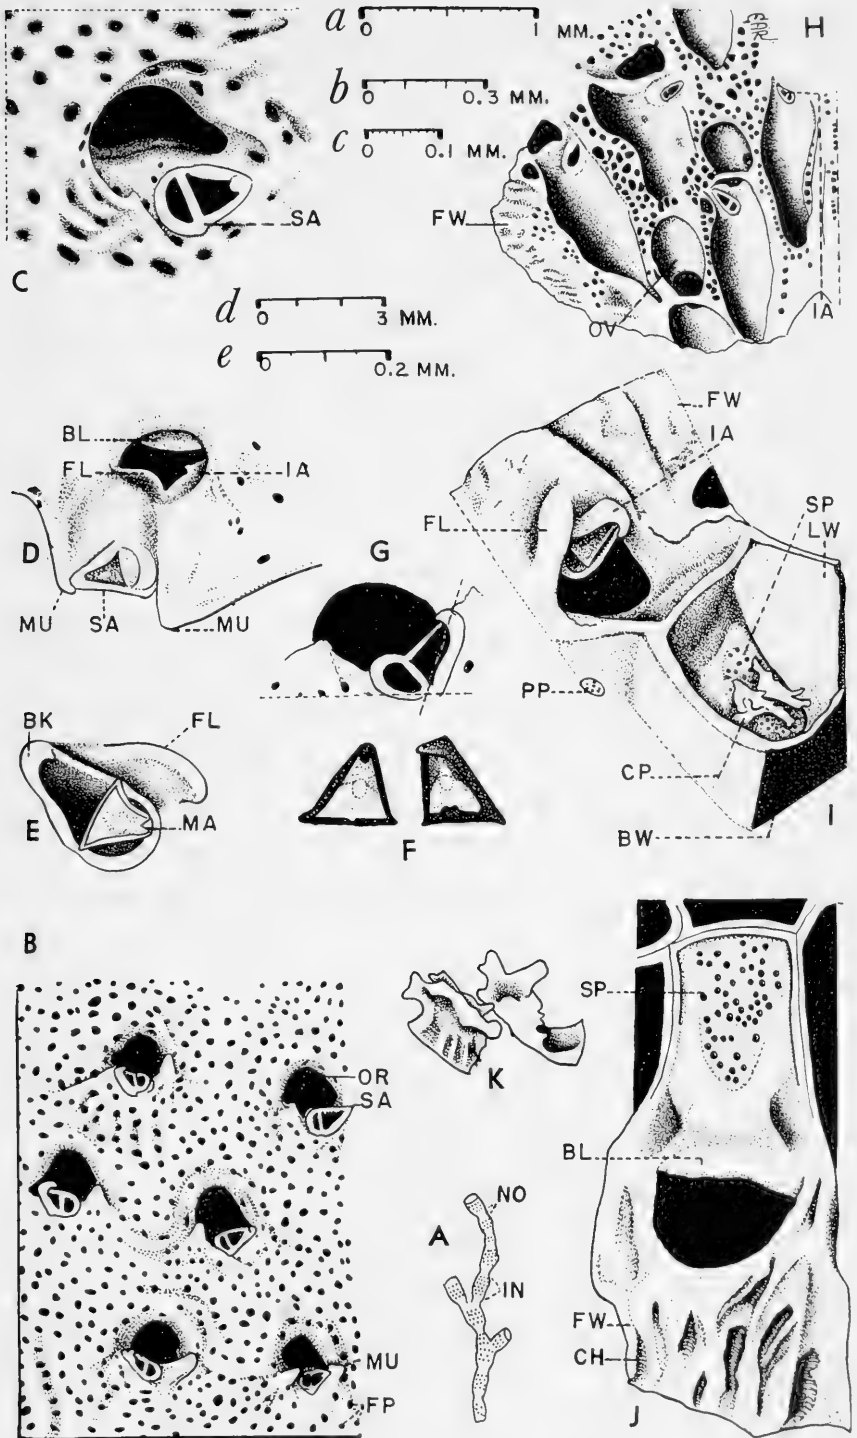 a 0 1 MM.
b 0 0.3 MM.
c 0 0.1 MM.
SA
C
H
FW
OV
IA
d 0 3 MM.
e 0 0.2 MM.
BL
FL
IA
D
MU
SA
MU
G
FW
IA
FL
SP
LW
PP
CP
BW
I
BK
FL
E
MA
F
B
OR
SA
MU
FP
K
A
NO
IN
SP
BL
FW
CH
J